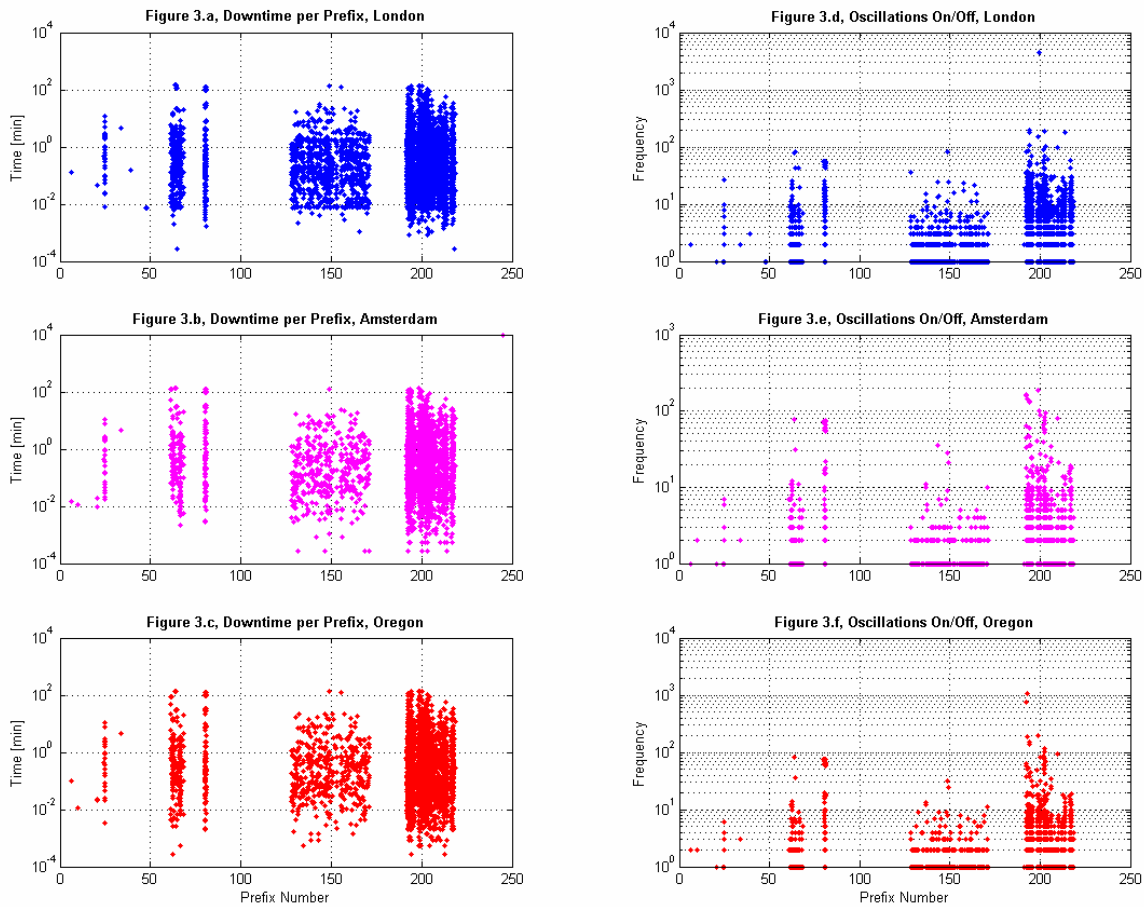 Figure 3.a, Downtime per Prefix, London
10^4
10^2
10^0
10^-2
10^-4
Time [min]
0 50 100 150 200 250
Figure 3.d, Oscillations On/Off, London
10^4
10^3
10^2
10^1
10^0
Frequency
0 50 100 150 200 250
Figure 3.b, Downtime per Prefix, Amsterdam
10^4
10^2
10^0
10^-2
10^-4
Time [min]
0 50 100 150 200 250
Figure 3.e, Oscillations On/Off, Amsterdam
10^3
10^2
10^1
10^0
Frequency
0 50 100 150 200 250
Figure 3.c, Downtime per Prefix, Oregon
10^4
10^2
10^0
10^-2
10^-4
Time [min]
0 50 100 150 200 250
Prefix Number
Figure 3.f, Oscillations On/Off, Oregon
10^4
10^3
10^2
10^1
10^0
Frequency
0 50 100 150 200 250
Prefix Number